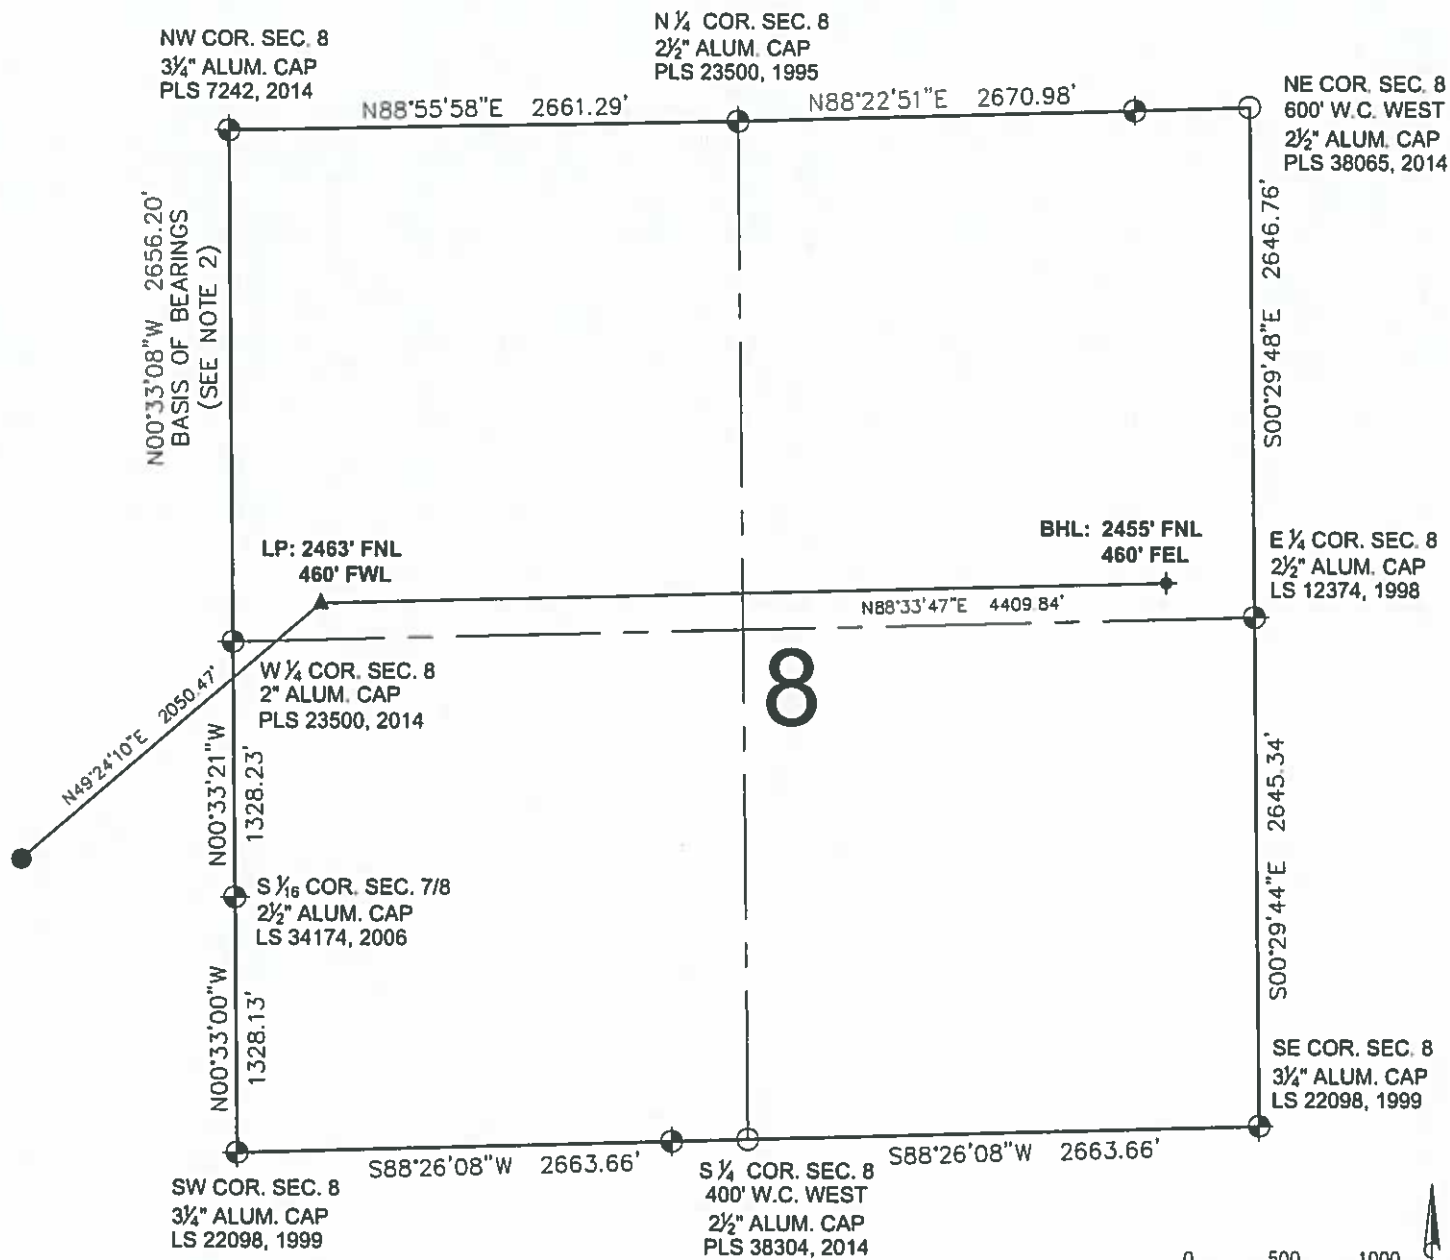 NW COR. SEC. 8
3¼" ALUM. CAP
PLS 7242, 2014
N ¼ COR. SEC. 8
2½" ALUM. CAP
PLS 23500, 1995
NE COR. SEC. 8
600' W.C. WEST
2½" ALUM. CAP
PLS 38065, 2014
N88°55'58"E 2661.29'
N88°22'51"E 2670.98'
N00°33'08"W 2656.20'
BASIS OF BEARINGS
(SEE NOTE 2)
S00°29'48"E 2646.76'
LP: 2463' FNL
460' FWL
BHL: 2455' FNL
460' FEL
N88°33'47"E 4409.84'
E ¼ COR. SEC. 8
2½" ALUM. CAP
LS 12374, 1998
W ¼ COR. SEC. 8
2" ALUM. CAP
PLS 23500, 2014
8
N49°24'10"E 2050.47'
N00°33'21"W
1328.23'
S00°29'44"E 2645.34'
S 1⁄16 COR. SEC. 7/8
2½" ALUM. CAP
LS 34174, 2006
N00°33'00"W
1328.13'
SE COR. SEC. 8
3¼" ALUM. CAP
LS 22098, 1999
S88°26'08"W 2663.66'
S88°26'08"W 2663.66'
SW COR. SEC. 8
3¼" ALUM. CAP
LS 22098, 1999
S ¼ COR. SEC. 8
400' W.C. WEST
2½" ALUM. CAP
PLS 38304, 2014
0 500 1000